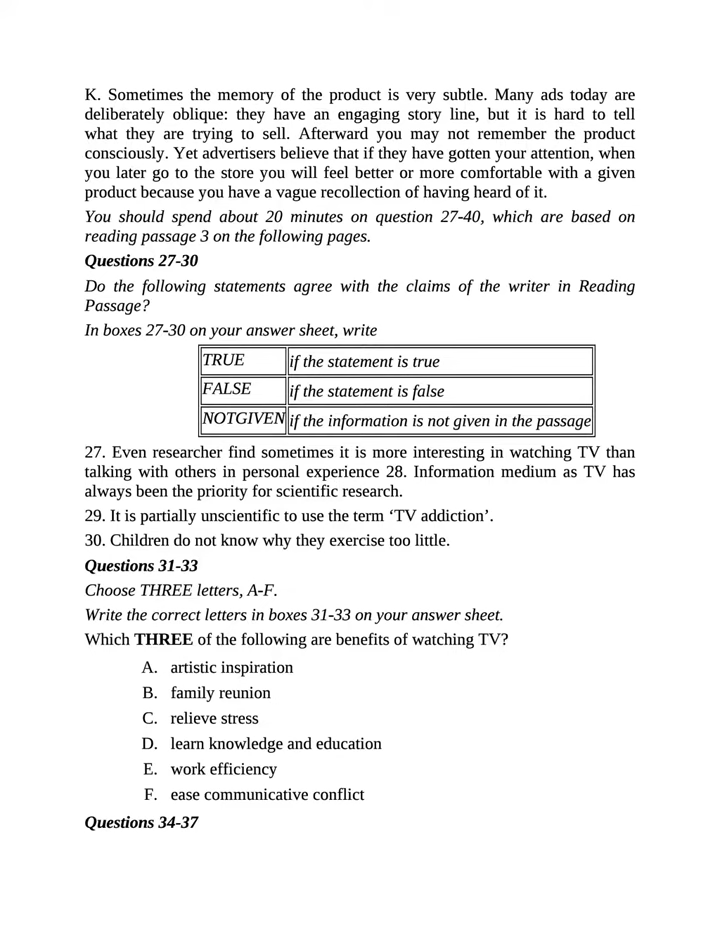 K. Sometimes the memory of the product is very subtle. Many ads today are
deliberately oblique: they have an engaging story line, but it is hard to tell
what they are trying to sell. Afterward you may not remember the product
consciously. Yet advertisers believe that if they have gotten your attention, when
you later go to the store you will feel better or more comfortable with a given
product because you have a vague recollection of having heard of it.
You should spend about 20 minutes on question 27-40, which are based on
reading passage 3 on the following pages.
Questions 27-30
Do the following statements agree with the claims of the writer in Reading
Passage?
In boxes 27-30 on your answer sheet, write
TRUE if the statement is true
FALSE if the statement is false
NOTGIVEN if the information is not given in the passage
27. Even researcher find sometimes it is more interesting in watching TV than
talking with others in personal experience 28. Information medium as TV has
always been the priority for scientific research.
29. It is partially unscientific to use the term ‘TV addiction’.
30. Children do not know why they exercise too little.
Questions 31-33
Choose THREE letters, A-F.
Write the correct letters in boxes 31-33 on your answer sheet.
Which THREE of the following are benefits of watching TV?
A. artistic inspiration
B. family reunion
C. relieve stress
D. learn knowledge and education
E. work efficiency
F. ease communicative conflict
Questions 34-37